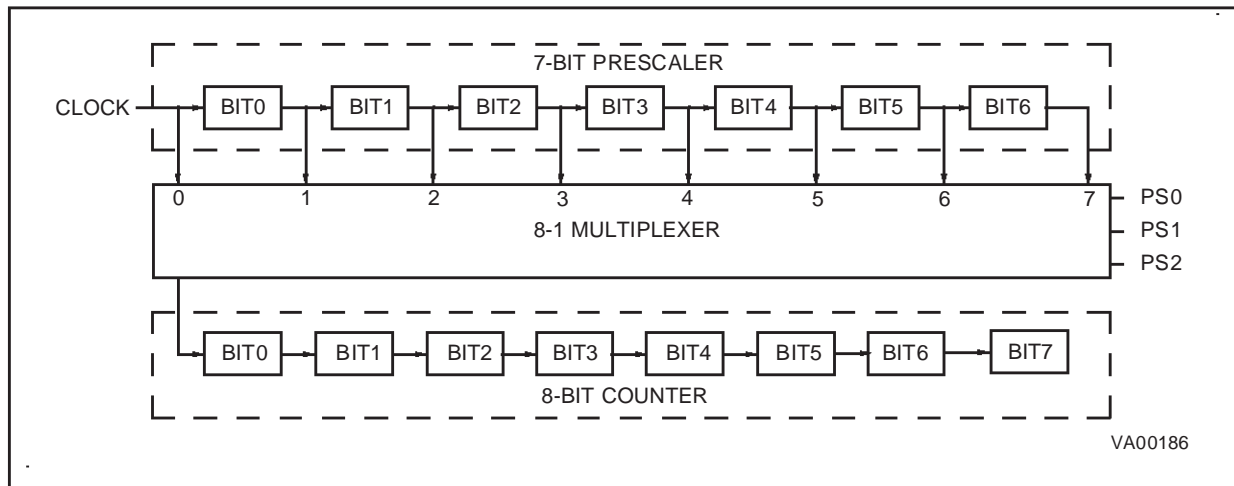 7-BIT PRESCALER
CLOCK BIT0 BIT1 BIT2 BIT3 BIT4 BIT5 BIT6
0 1 2 3 4 5 6 7
PS0
8-1 MULTIPLEXER
PS1
PS2
BIT0 BIT1 BIT2 BIT3 BIT4 BIT5 BIT6 BIT7
8-BIT COUNTER
VA00186